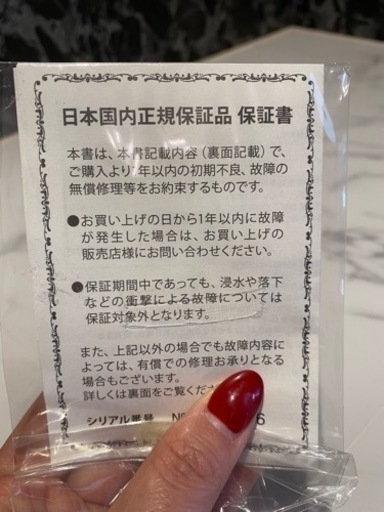 日本国内正規保証品 保証書
本書は、本書記載内容（裏面記載）で、
ご購入より1年以内の初期不良、故障の
無償修理等をお約束するものです。
●お買い上げの日から1年以内に故障
が発生した場合は、お買い上げの
販売店様にお問い合わせください。
●保証期間中であっても、浸水や落下
などの衝撃による故障については
保証対象外となります。
また、上記以外の場合でも故障内容に
よっては、有償での修理お承りとなる
場合もございます。
詳しくは裏面をご覧くだ
シリアル番号 N 6